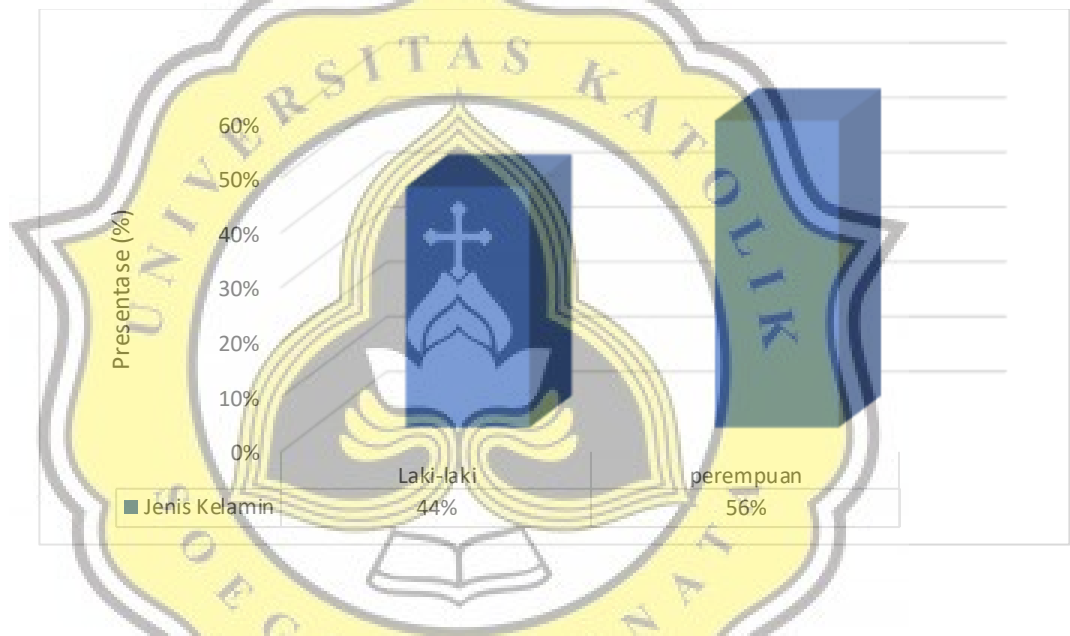 UNIVERSITAS KATOLIK
60%
50%
40%
30%
20%
10%
0%
Presentase (%)
Laki-laki
perempuan
Jenis Kelamin
44%
56%